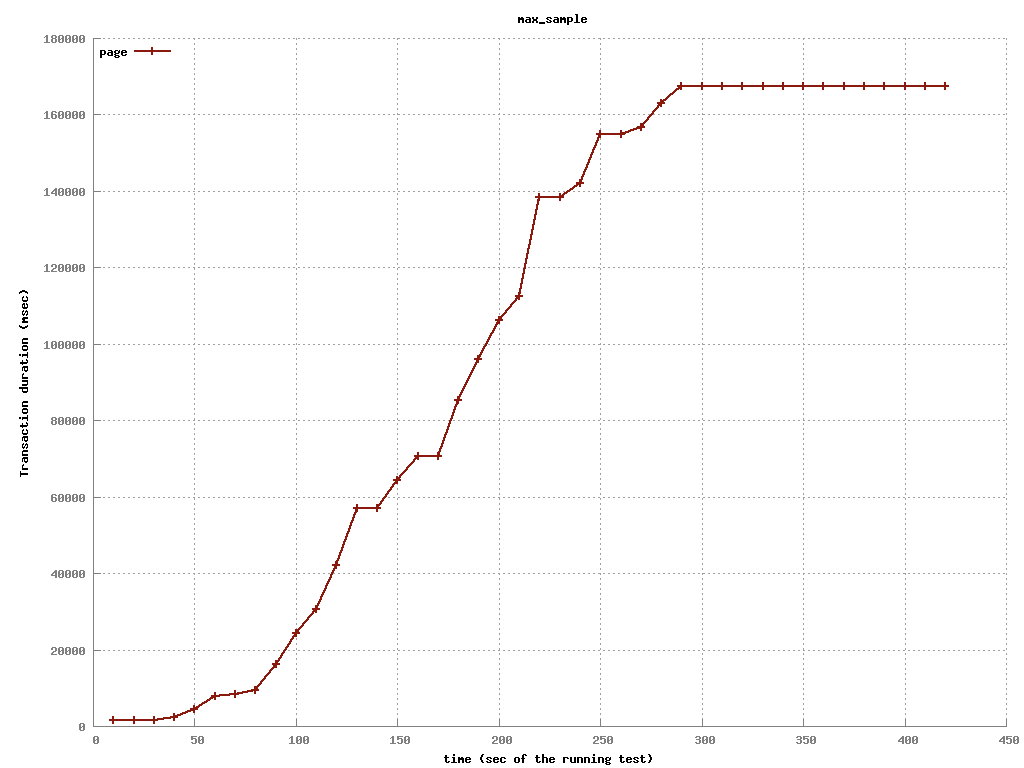 max_sample
page
180000
160000
140000
120000
100000
80000
60000
40000
20000
0
Transaction duration (msec)
0 50 100 150 200 250 300 350 400 450
time (sec of the running test)